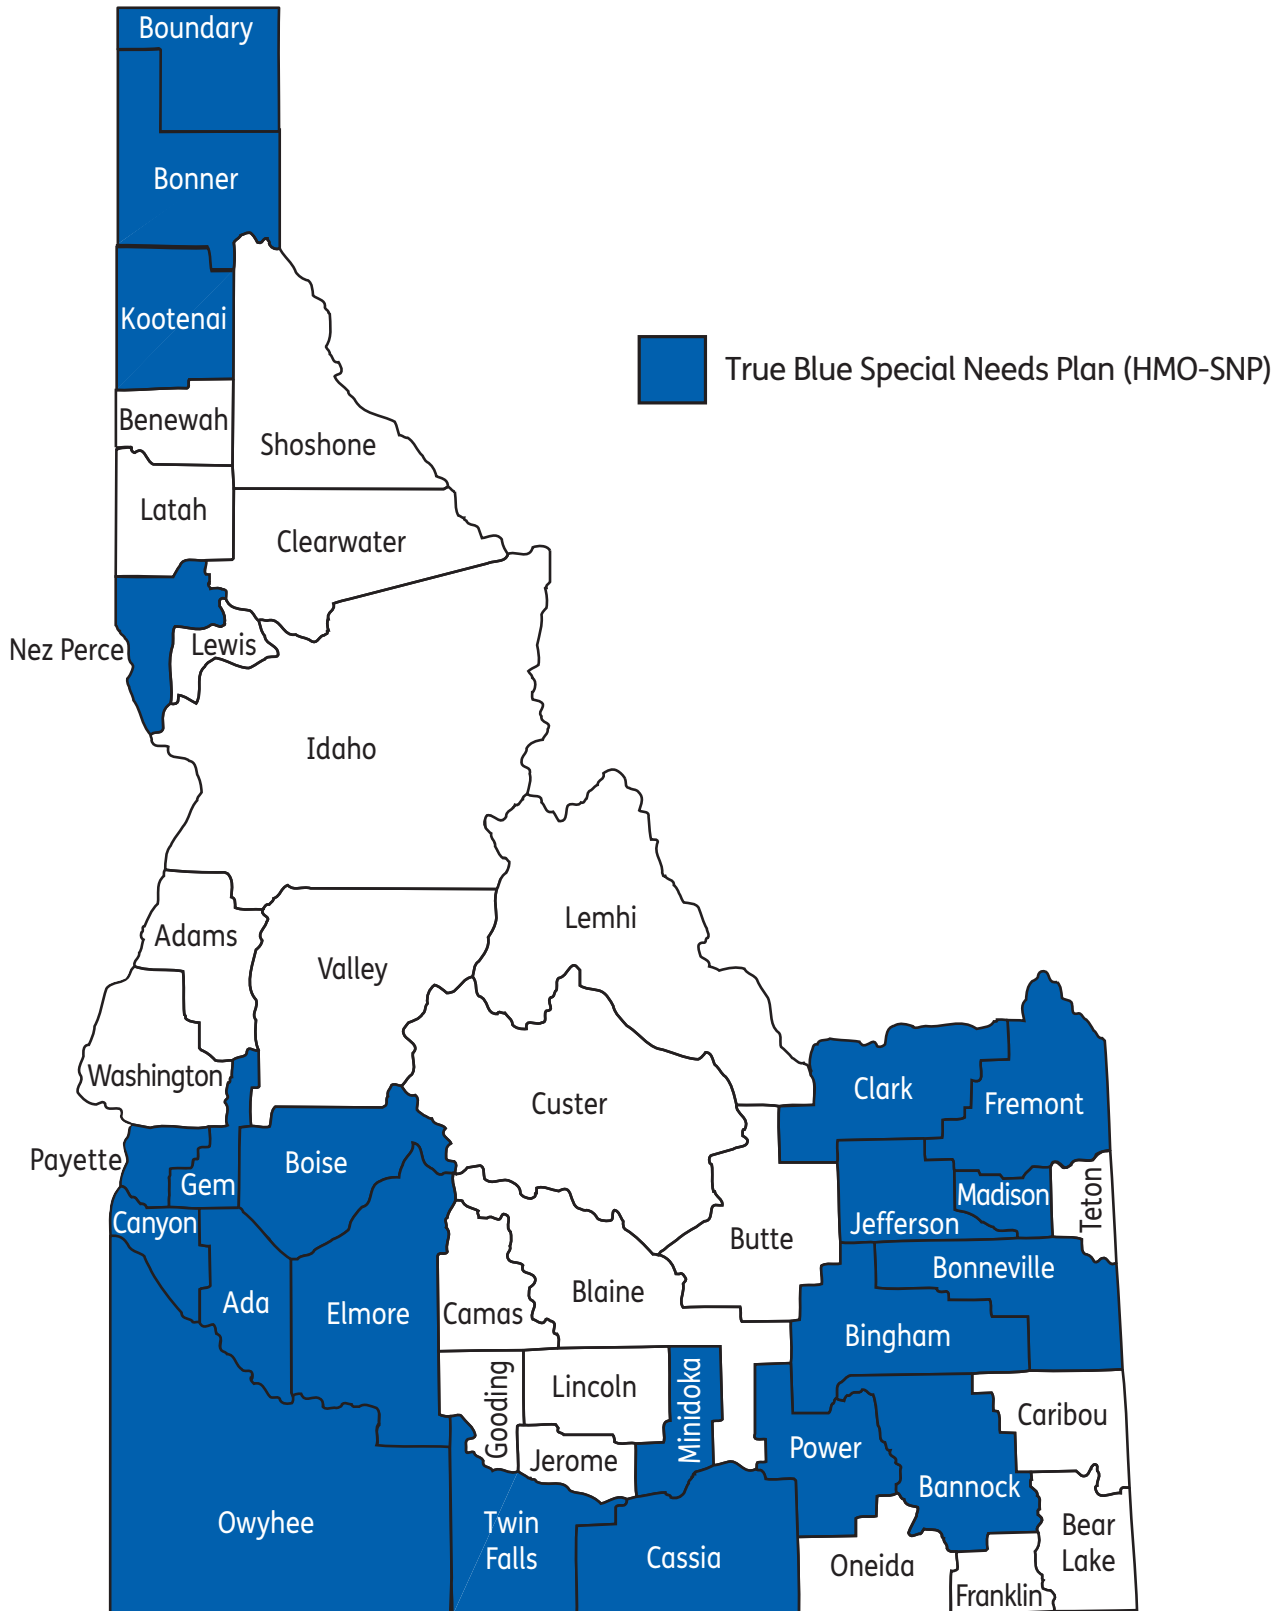 Boundary
Bonner
Kootenai
True Blue Special Needs Plan (HMO-SNP)
Benewah
Shoshone
Latah
Clearwater
Nez Perce
Lewis
Idaho
Lemhi
Adams
Valley
Washington
Custer
Clark
Fremont
Payette
Boise
Gem
Madison
Teton
Canyon
Jefferson
Butte
Bonneville
Blaine
Ada
Elmore
Camas
Bingham
Lincoln
Gooding
Minidoka
Caribou
Jerome
Power
Bannock
Owyhee
Twin
Falls
Cassia
Bear
Lake
Oneida
Franklin